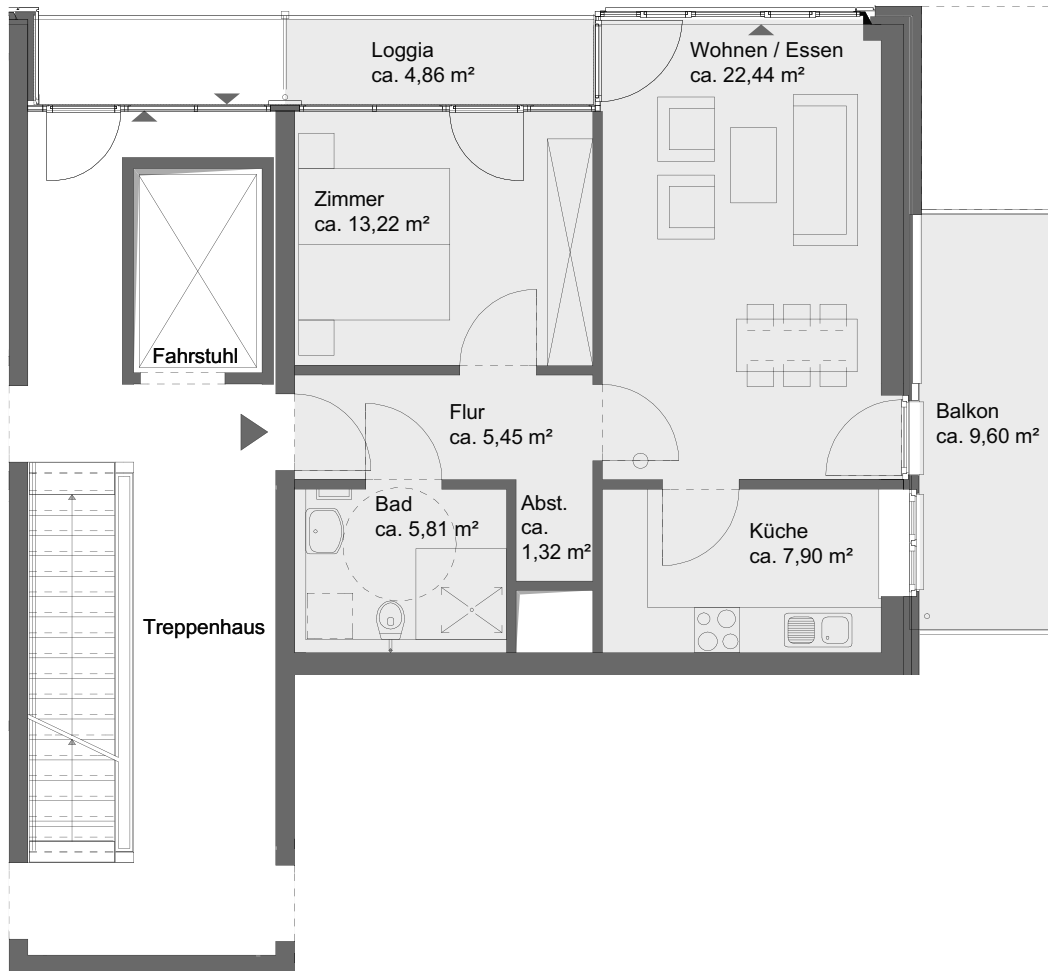 Loggia
ca. 4,86 m²
Wohnen / Essen
ca. 22,44 m²
Zimmer
ca. 13,22 m²
Fahrstuhl
Flur
ca. 5,45 m²
Balkon
ca. 9,60 m²
Bad
ca. 5,81 m²
Abst.
ca.
1,32 m²
Küche
ca. 7,90 m²
Treppenhaus